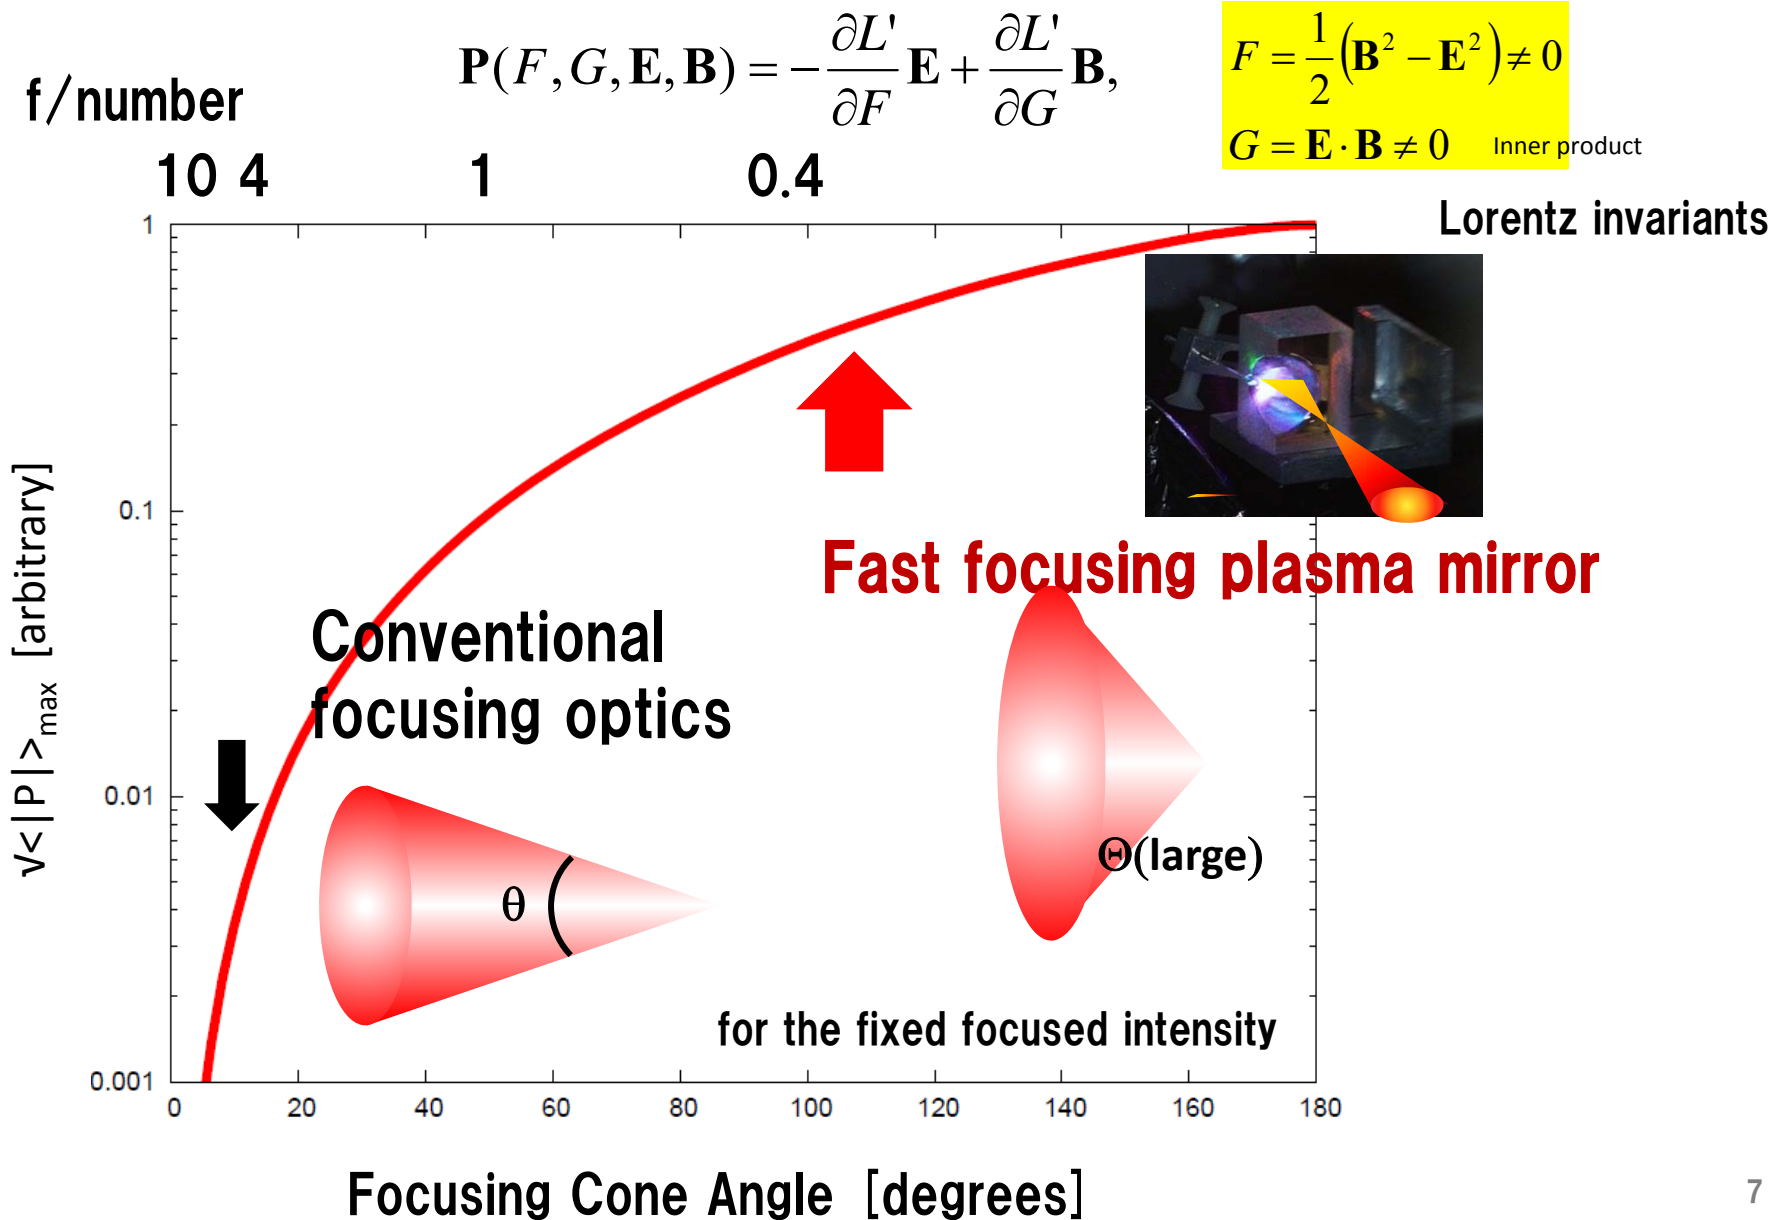 P(F, G, E, B) = −∂L'/∂F E + ∂L'/∂G B,
F = 1/2 (B² − E²) ≠ 0
G = E · B ≠ 0 Inner product
Lorentz invariants
f/number
10 4 1 0.4
√<|P|>max [arbitrary]
1
0.1
0.01
0.001
Fast focusing plasma mirror
Conventional
focusing optics
θ
Θ(large)
for the fixed focused intensity
0 20 40 60 80 100 120 140 160 180
Focusing Cone Angle [degrees]
7